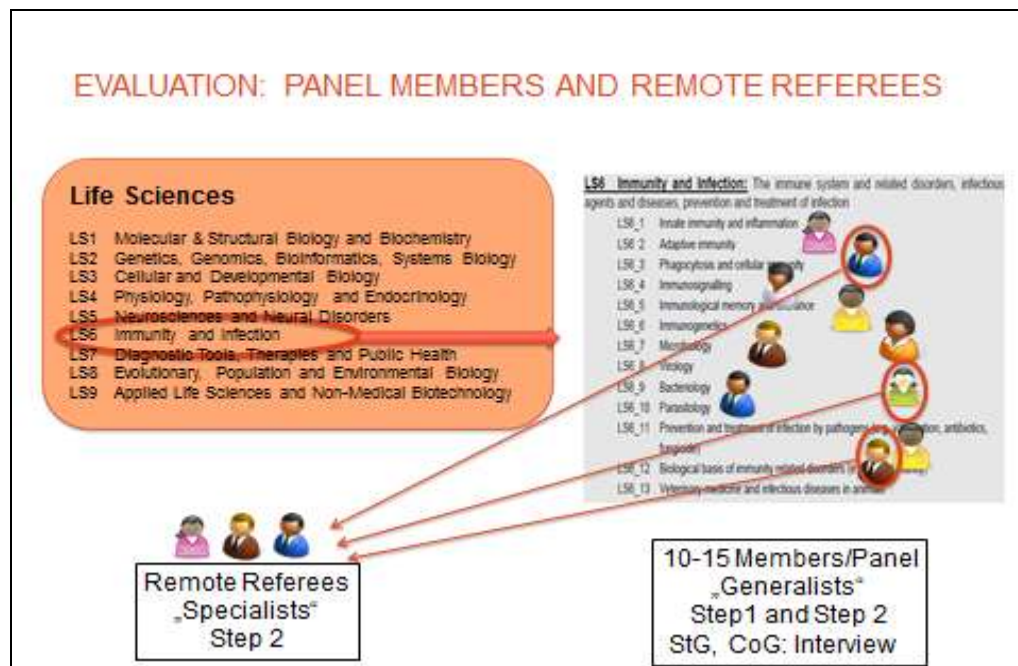 EVALUATION: PANEL MEMBERS AND REMOTE REFEREES
Life Sciences
LS1 Molecular & Structural Biology and Biochemistry
LS2 Genetics, Genomics, Bioinformatics, Systems Biology
LS3 Cellular and Developmental Biology
LS4 Physiology, Pathophysiology and Endocrinology
LS5 Neurosciences and Neural Disorders
LS6 Immunity and Infection
LS7 Diagnostic Tools, Therapies and Public Health
LS8 Evolutionary, Population and Environmental Biology
LS9 Applied Life Sciences and Non-Medical Biotechnology
LS6 Immunity and Infection: The immune system and related disorders, infectious
agents and diseases, prevention and treatment of infection
LS6_1 Innate immunity and inflammation
LS6_2 Adaptive immunity
LS6_3 Phagocytosis and cellular
LS6_4 Immunosignalling
LS6_5 Immunological memory
LS6_6 Immunogenetics
LS6_7 Microbiology
LS6_8 Virology
LS6_9 Bacteriology
LS6_10 Parasitology
LS6_11 Prevention and treatment of infection by pathogens antibiotics,
LS6_12 Biological basis of immunity related disorders
LS6_13 Veterinary medicine and infectious diseases in
Remote Referees
„Specialists“
Step 2
10-15 Members/Panel
„Generalists“
Step1 and Step 2
StG, CoG: Interview